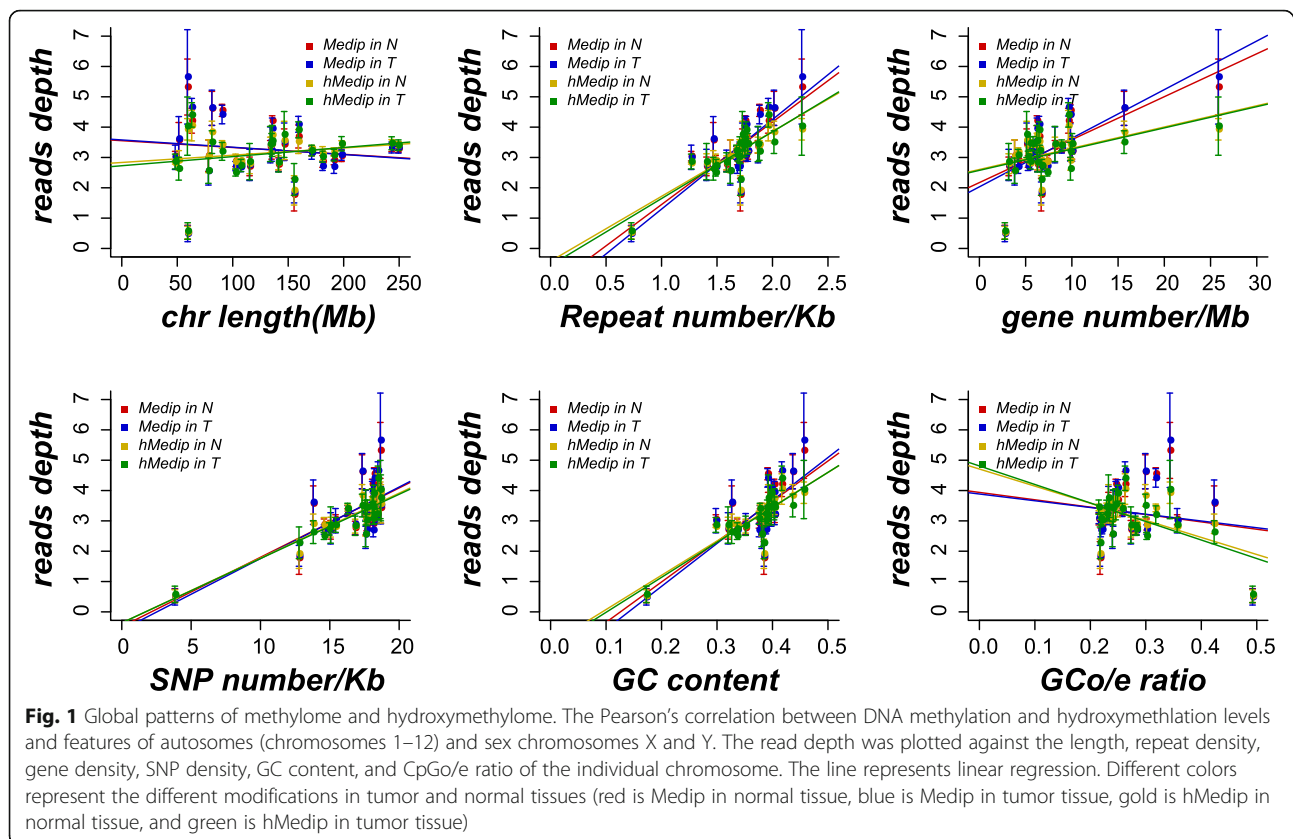 7
6
5
4
3
2
1
0
reads depth
Medip in N
Medip in T
hMedip in N
hMedip in T
0 50 100 150 200 250
chr length(Mb)
7
6
5
4
3
2
1
0
reads depth
Medip in N
Medip in T
hMedip in N
hMedip in T
0.0 0.5 1.0 1.5 2.0 2.5
Repeat number/Kb
7
6
5
4
3
2
1
0
reads depth
Medip in N
Medip in T
hMedip in N
hMedip in T
0 5 10 15 20 25 30
gene number/Mb
7
6
5
4
3
2
1
0
reads depth
Medip in N
Medip in T
hMedip in N
hMedip in T
0 5 10 15 20
SNP number/Kb
7
6
5
4
3
2
1
0
reads depth
Medip in N
Medip in T
hMedip in N
hMedip in T
0.0 0.1 0.2 0.3 0.4 0.5
GC content
7
6
5
4
3
2
1
0
reads depth
Medip in N
Medip in T
hMedip in N
hMedip in T
0.0 0.1 0.2 0.3 0.4 0.5
GCo/e ratio
Fig. 1 Global patterns of methylome and hydroxymethylome. The Pearson's correlation between DNA methylation and hydroxymethlation levels
and features of autosomes (chromosomes 1–12) and sex chromosomes X and Y. The read depth was plotted against the length, repeat density,
gene density, SNP density, GC content, and CpGo/e ratio of the individual chromosome. The line represents linear regression. Different colors
represent the different modifications in tumor and normal tissues (red is Medip in normal tissue, blue is Medip in tumor tissue, gold is hMedip in
normal tissue, and green is hMedip in tumor tissue)